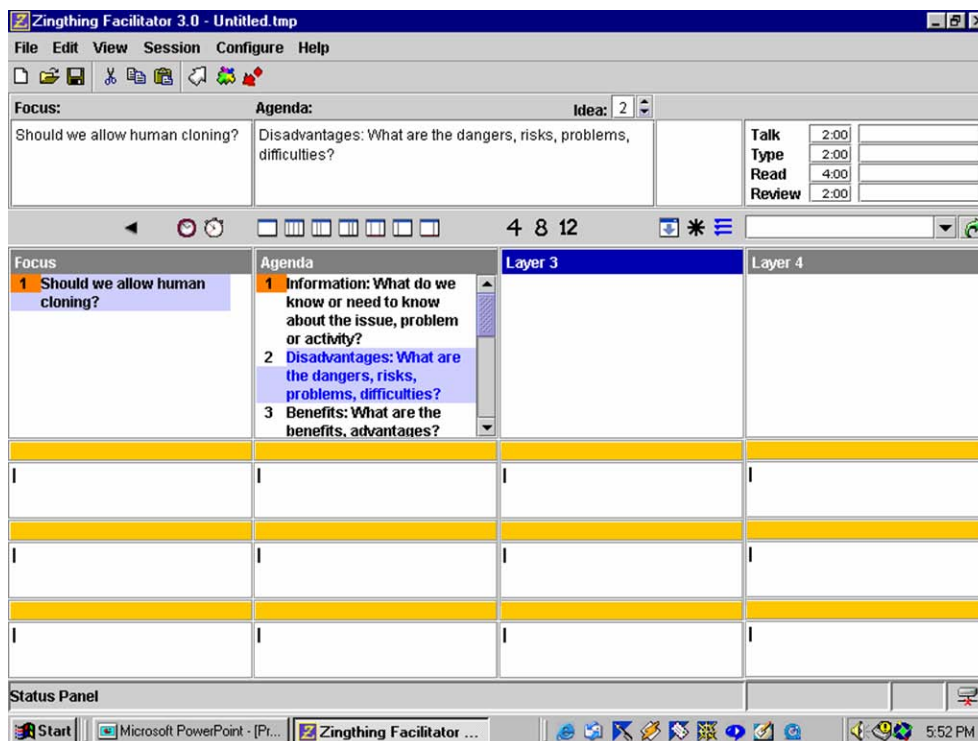 Zingthing Facilitator 3.0 - Untitled.tmp
File Edit View Session Configure Help
Focus: Agenda: Idea: 2
Should we allow human cloning?
Disadvantages: What are the dangers, risks, problems,
difficulties?
Talk 2:00
Type 2:00
Read 4:00
Review 2:00
4 8 12
Focus Agenda Layer 3 Layer 4
1 Should we allow human
cloning?
1 Information: What do we
know or need to know
about the issue, problem
or activity?
2 Disadvantages: What are
the dangers, risks,
problems, difficulties?
3 Benefits: What are the
benefits, advantages?
Status Panel
Start Microsoft PowerPoint - [Pr... Zingthing Facilitator ... 5:52 PM